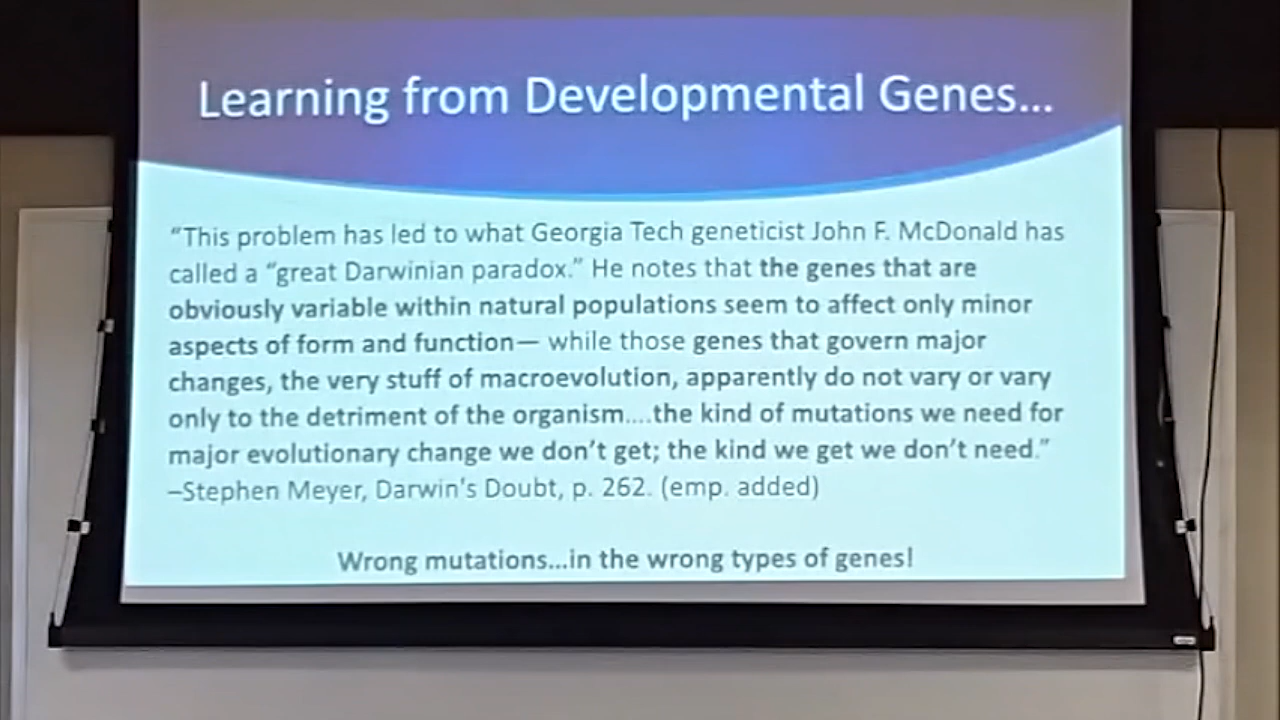 Learning from Developmental Genes...
“This problem has led to what Georgia Tech geneticist John F. McDonald has
called a “great Darwinian paradox.” He notes that the genes that are
obviously variable within natural populations seem to affect only minor
aspects of form and function— while those genes that govern major
changes, the very stuff of macroevolution, apparently do not vary or vary
only to the detriment of the organism....the kind of mutations we need for
major evolutionary change we don’t get; the kind we get we don’t need.”
–Stephen Meyer, Darwin's Doubt, p. 262. (emp. added)
Wrong mutations...in the wrong types of genes!